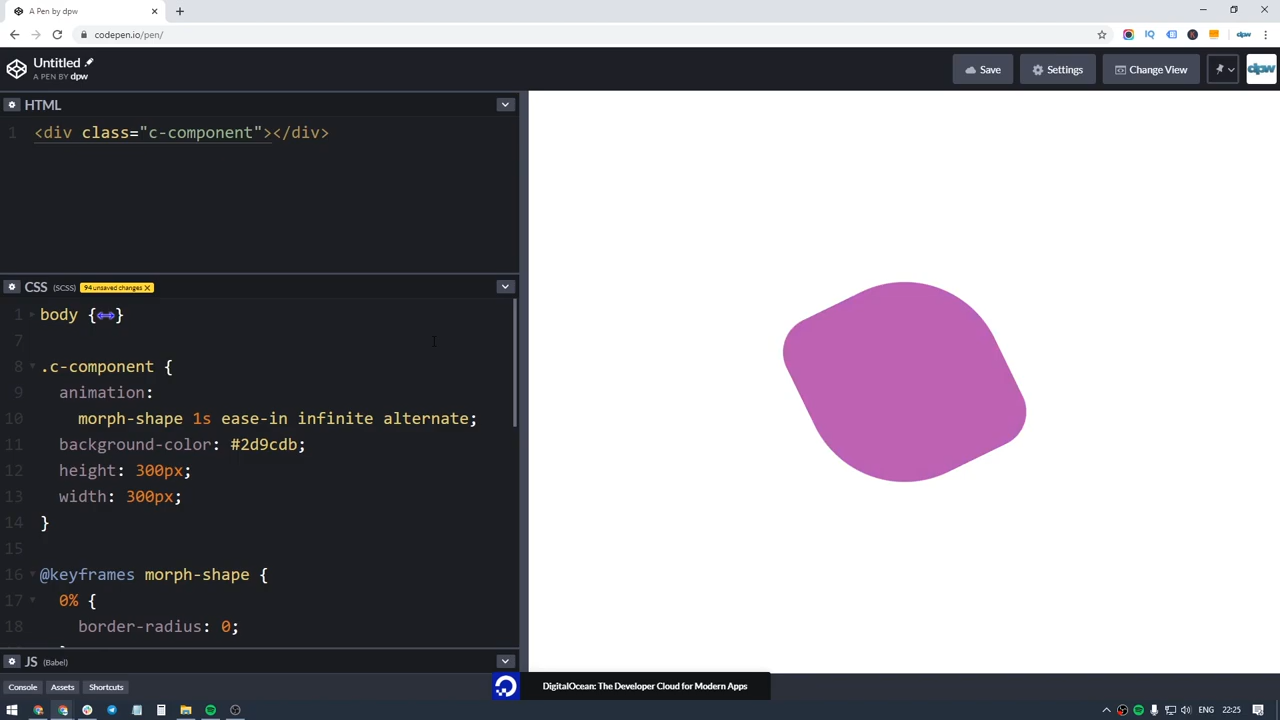 A Pen by dpw
codepen.io/pen/
IQ
dpw
Untitled
A PEN BY dpw
Save
Settings
Change View
dpw
HTML
1 <div class="c-component"></div>
CSS (SCSS) 94 unsaved changes X
1 body {↔}
7
8 .c-component {
9 animation:
10 morph-shape 1s ease-in infinite alternate;
11 background-color: #2d9cdb;
12 height: 300px;
13 width: 300px;
14 }
15
16 @keyframes morph-shape {
17 0% {
18 border-radius: 0;
JS (Babel)
Console Assets Shortcuts
DigitalOcean: The Developer Cloud for Modern Apps
ENG 22:25